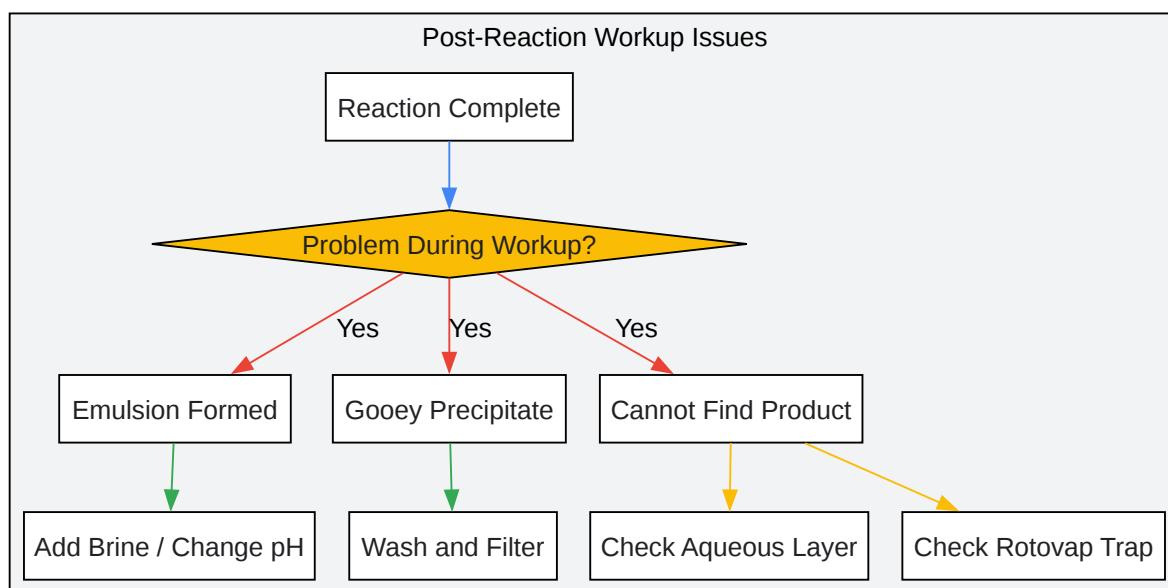 Post-Reaction Workup Issues
Reaction Complete
Problem During Workup?
Yes
Yes
Yes
Emulsion Formed
Gooey Precipitate
Cannot Find Product
Add Brine / Change pH
Wash and Filter
Check Aqueous Layer
Check Rotovap Trap